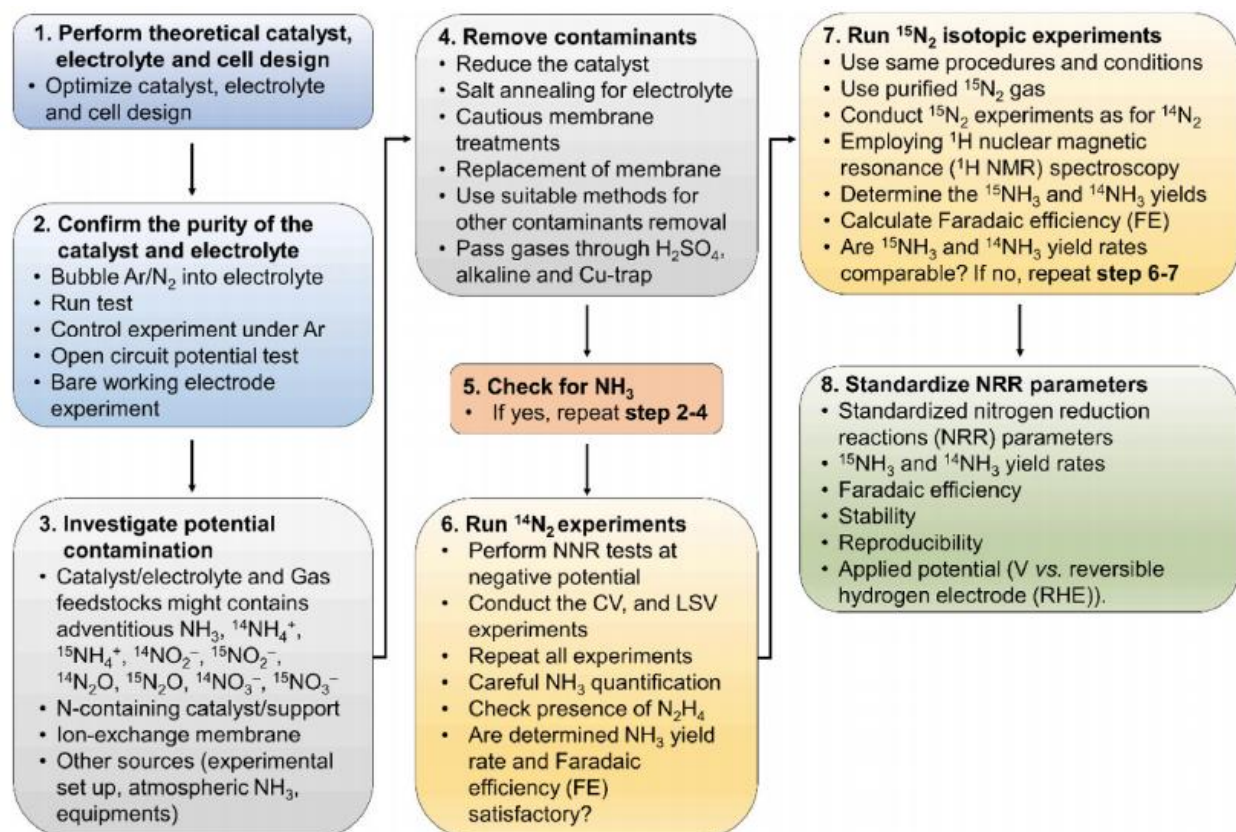 1. Perform theoretical catalyst,
electrolyte and cell design
• Optimize catalyst, electrolyte
and cell design
2. Confirm the purity of the
catalyst and electrolyte
• Bubble Ar/N₂ into electrolyte
• Run test
• Control experiment under Ar
• Open circuit potential test
• Bare working electrode
experiment
3. Investigate potential
contamination
• Catalyst/electrolyte and Gas
feedstocks might contains
adventitious NH₃, ¹⁴NH₄⁺,
¹⁵NH₄⁺, ¹⁴NO₂⁻, ¹⁵NO₂⁻,
¹⁴N₂O, ¹⁵N₂O, ¹⁴NO₃⁻, ¹⁵NO₃⁻
• N-containing catalyst/support
• Ion-exchange membrane
• Other sources (experimental
set up, atmospheric NH₃,
equipments)
4. Remove contaminants
• Reduce the catalyst
• Salt annealing for electrolyte
• Cautious membrane
treatments
• Replacement of membrane
• Use suitable methods for
other contaminants removal
• Pass gases through H₂SO₄,
alkaline and Cu-trap
5. Check for NH₃
• If yes, repeat step 2-4
6. Run ¹⁴N₂ experiments
• Perform NNR tests at
negative potential
• Conduct the CV, and LSV
experiments
• Repeat all experiments
• Careful NH₃ quantification
• Check presence of N₂H₄
• Are determined NH₃ yield
rate and Faradaic
efficiency (FE)
satisfactory?
7. Run ¹⁵N₂ isotopic experiments
• Use same procedures and conditions
• Use purified ¹⁵N₂ gas
• Conduct ¹⁵N₂ experiments as for ¹⁴N₂
• Employing ¹H nuclear magnetic
resonance (¹H NMR) spectroscopy
• Determine the ¹⁵NH₃ and ¹⁴NH₃ yields
• Calculate Faradaic efficiency (FE)
• Are ¹⁵NH₃ and ¹⁴NH₃ yield rates
comparable? If no, repeat step 6-7
8. Standardize NRR parameters
• Standardized nitrogen reduction
reactions (NRR) parameters
• ¹⁵NH₃ and ¹⁴NH₃ yield rates
• Faradaic efficiency
• Stability
• Reproducibility
• Applied potential (V vs. reversible
hydrogen electrode (RHE)).